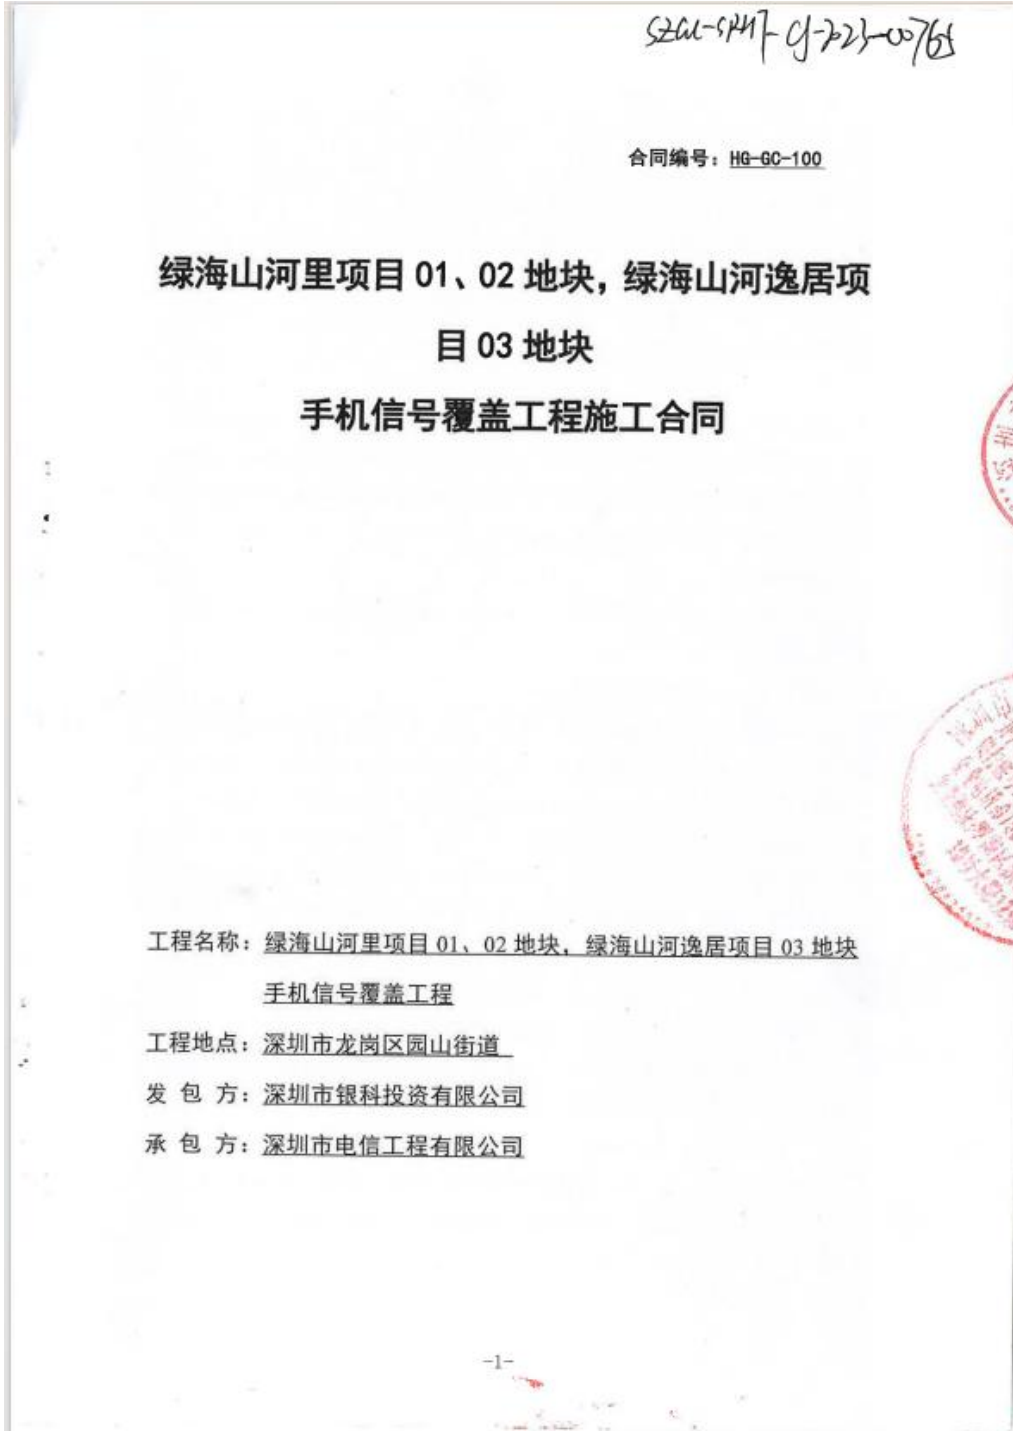 合同编号：HG-GC-100
绿海山河里项目 01、02 地块，绿海山河逸居项
目 03 地块
手机信号覆盖工程施工合同
工程名称：绿海山河里项目 01、02 地块，绿海山河逸居项目 03 地块
手机信号覆盖工程
工程地点：深圳市龙岗区园山街道
发 包 方：深圳市银科投资有限公司
承 包 方：深圳市电信工程有限公司
-1-